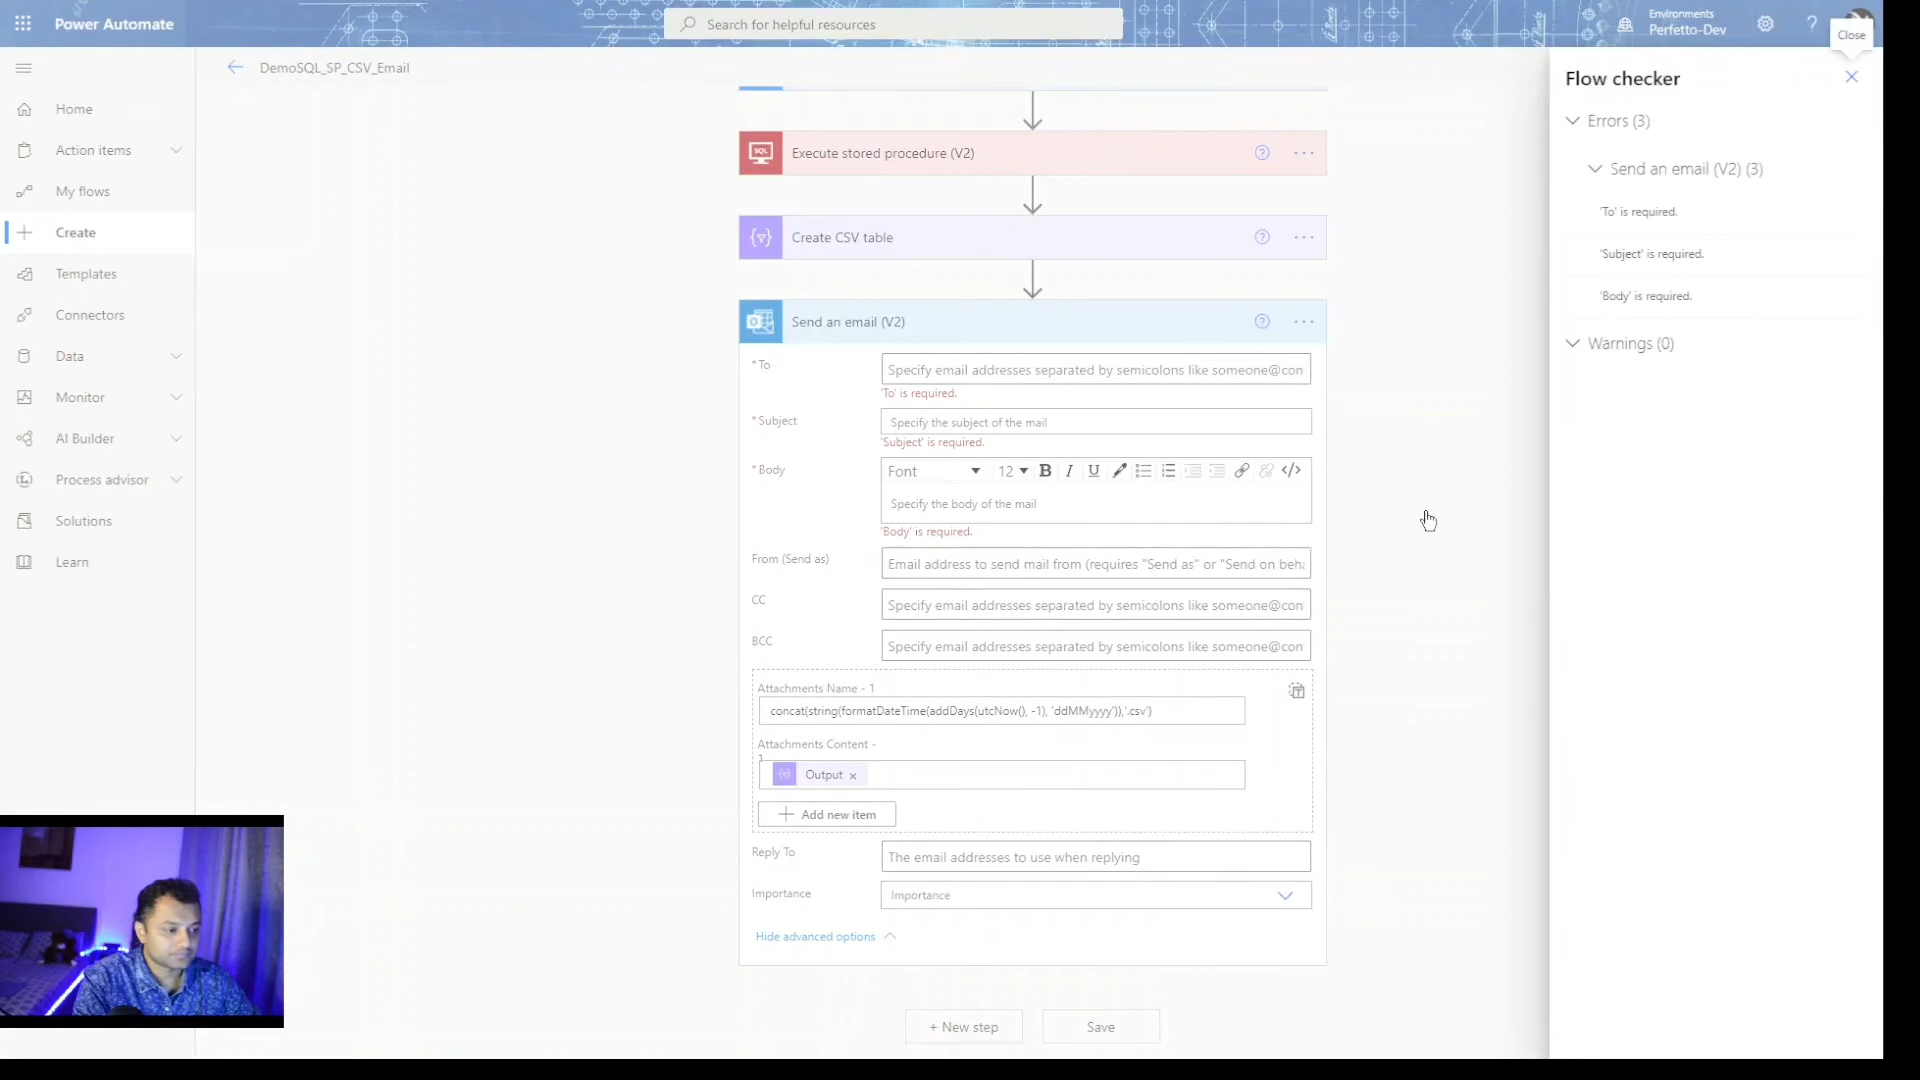 Power Automate
Search for helpful resources
Environments
Perfetto-Dev
?
Close
DemoSQL_SP_CSV_Email
Home
Action items
My flows
Create
Templates
Connectors
Data
Monitor
AI Builder
Process advisor
Solutions
Learn
SQL
Execute stored procedure (V2)
Create CSV table
Send an email (V2)
*To
Specify email addresses separated by semicolons like someone@con
'To' is required.
*Subject
Specify the subject of the mail
'Subject' is required.
*Body
Font 12 B I U </>
Specify the body of the mail
'Body' is required.
From (Send as)
Email address to send mail from (requires "Send as" or "Send on beha
CC
Specify email addresses separated by semicolons like someone@con
BCC
Specify email addresses separated by semicolons like someone@con
Attachments Name - 1
concat(string(formatDateTime(addDays(utcNow(), -1), 'ddMMyyyy')),'.csv')
Attachments Content -
1
Output ×
+ Add new item
Reply To
The email addresses to use when replying
Importance
Importance
Hide advanced options
+ New step
Save
Flow checker
Errors (3)
Send an email (V2) (3)
'To' is required.
'Subject' is required.
'Body' is required.
Warnings (0)